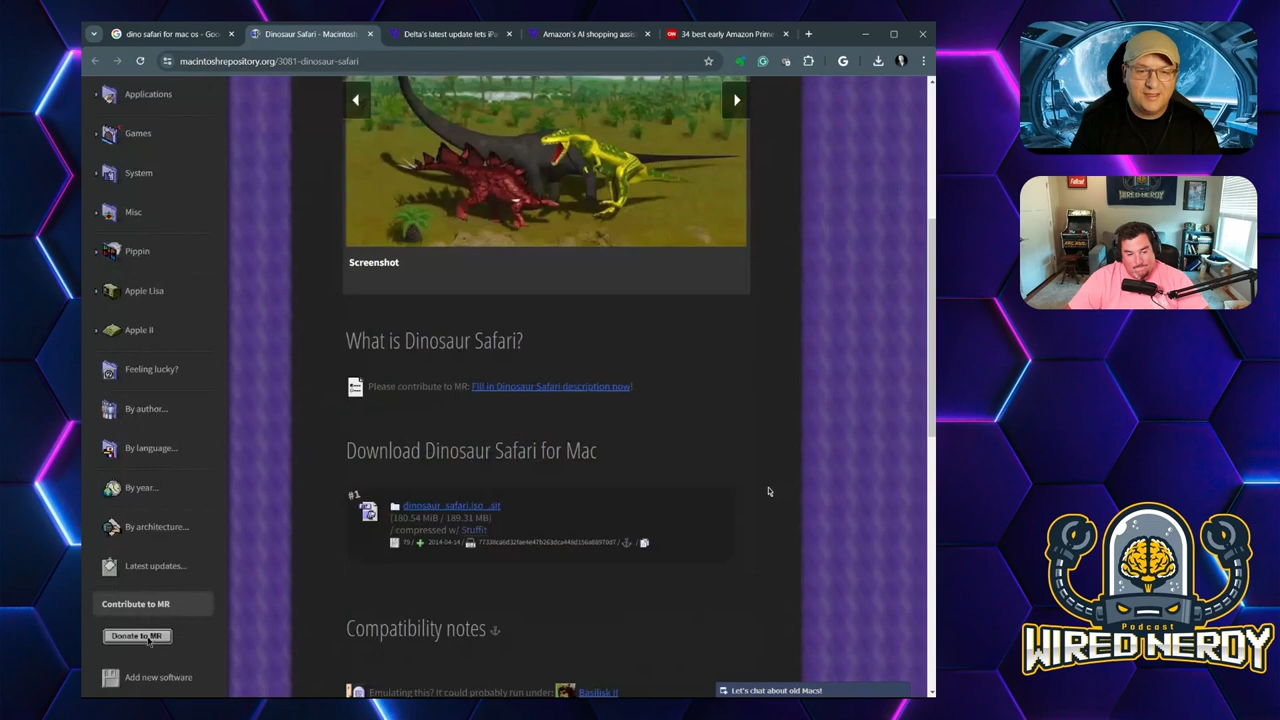 dino safari for mac os - Goo
Dinosaur Safari - Macintosh
Delta's latest update lets iPa
Amazon's AI shopping assis
34 best early Amazon Prime
macintoshrepository.org/3081-dinosaur-safari
Applications
Games
System
Misc
Pippin
Apple Lisa
Apple II
Feeling lucky?
By author...
By language...
By year...
By architecture...
Latest updates...
Contribute to MR
Donate to MR
Add new software
Screenshot
What is Dinosaur Safari?
Please contribute to MR: Fill in Dinosaur Safari description now!
Download Dinosaur Safari for Mac
#1
dinosaur_safari.iso_.sit
(180.54 MiB / 189.31 MB)
/ compressed w/ Stuffit
79 / 2014-04-14 /
Compatibility notes
Emulating this? It could probably run under: Basilisk II
Let's chat about old Macs!
Fallout
WIRED NERDY
ARCADE
Podcast
WIRED NERDY